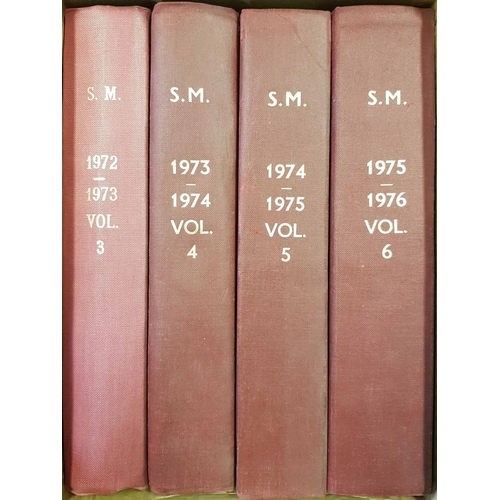 S. M.
1972
—
1973
VOL.
3
S.M.
1973
—
1974
VOL.
4
S.M.
1974
—
1975
VOL.
5
S.M.
1975
—
1976
VOL.
6